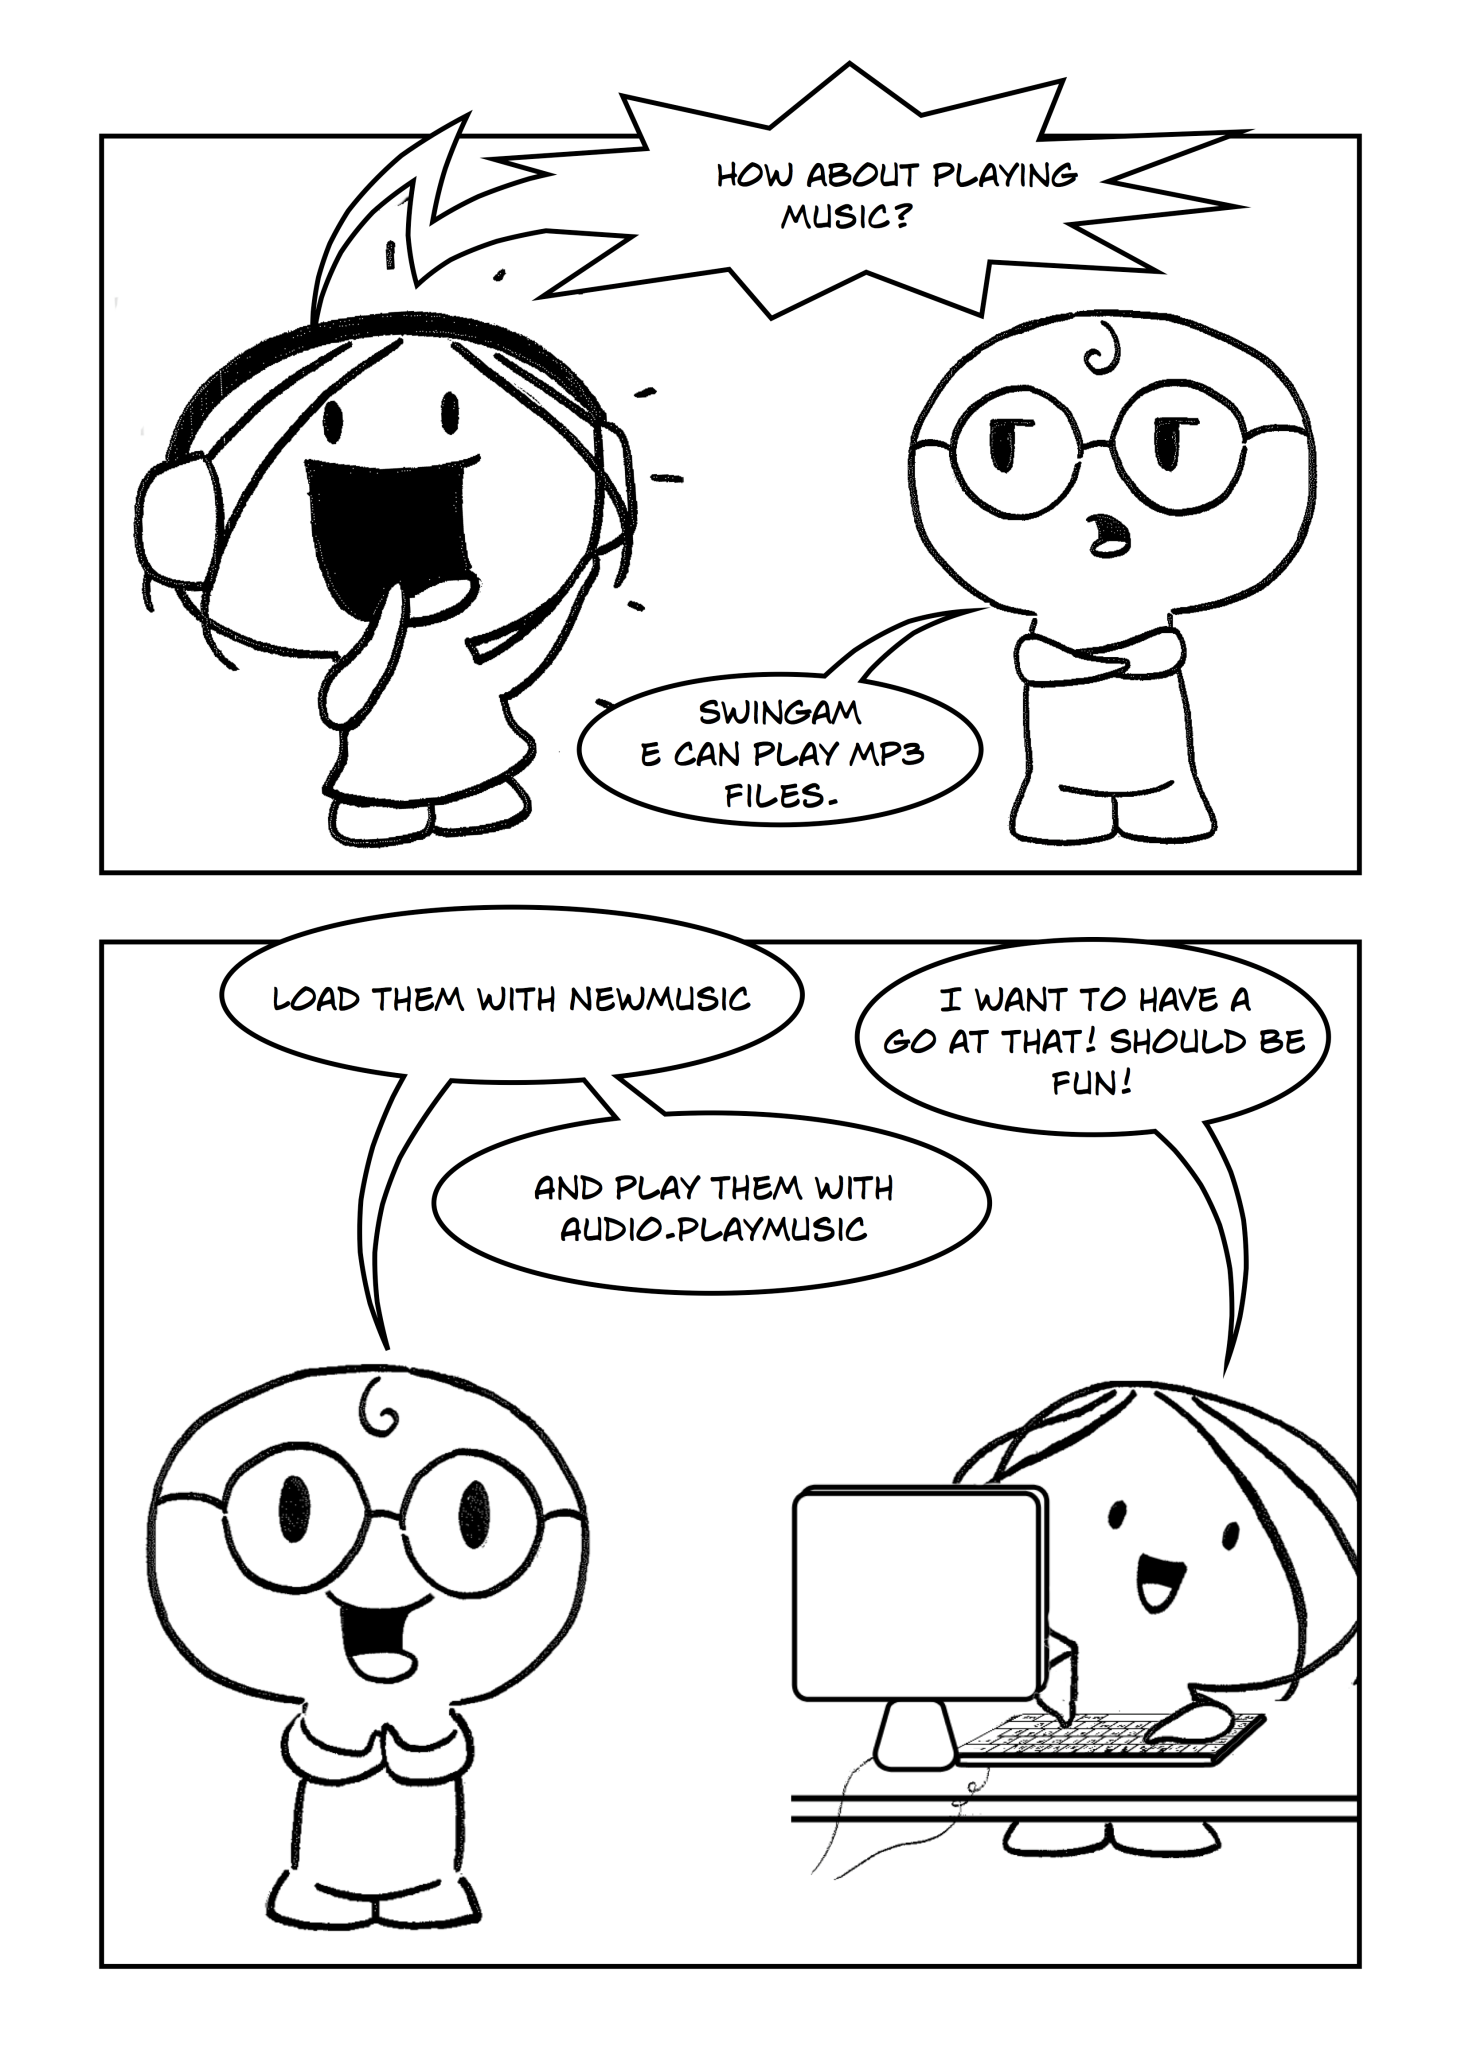 HOW ABOUT PLAYING
MUSIC?
SWINGAM
E CAN PLAY MP3
FILES.
LOAD THEM WITH NEWMUSIC
I WANT TO HAVE A
GO AT THAT! SHOULD BE
FUN!
AND PLAY THEM WITH
AUDIO.PLAYMUSIC